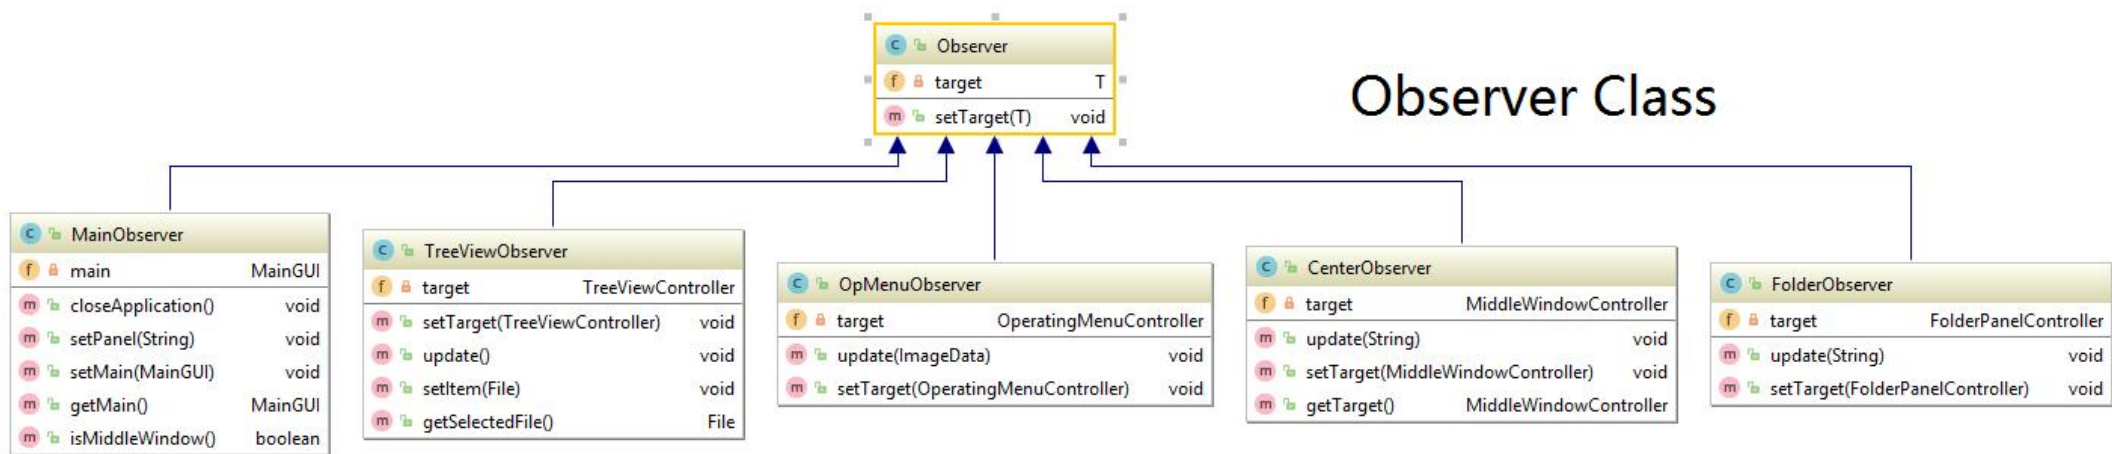 Observer
target T
setTarget(T) void
Observer Class
MainObserver
main MainGUI
closeApplication() void
setPanel(String) void
setMain(MainGUI) void
getMain() MainGUI
isMiddleWindow() boolean
TreeViewObserver
target TreeViewController
setTarget(TreeViewController) void
update() void
setItem(File) void
getSelectedFile() File
OpMenuObserver
target OperatingMenuController
update(ImageData) void
setTarget(OperatingMenuController) void
CenterObserver
target MiddleWindowController
update(String) void
setTarget(MiddleWindowController) void
getTarget() MiddleWindowController
FolderObserver
target FolderPanelController
update(String) void
setTarget(FolderPanelController) void